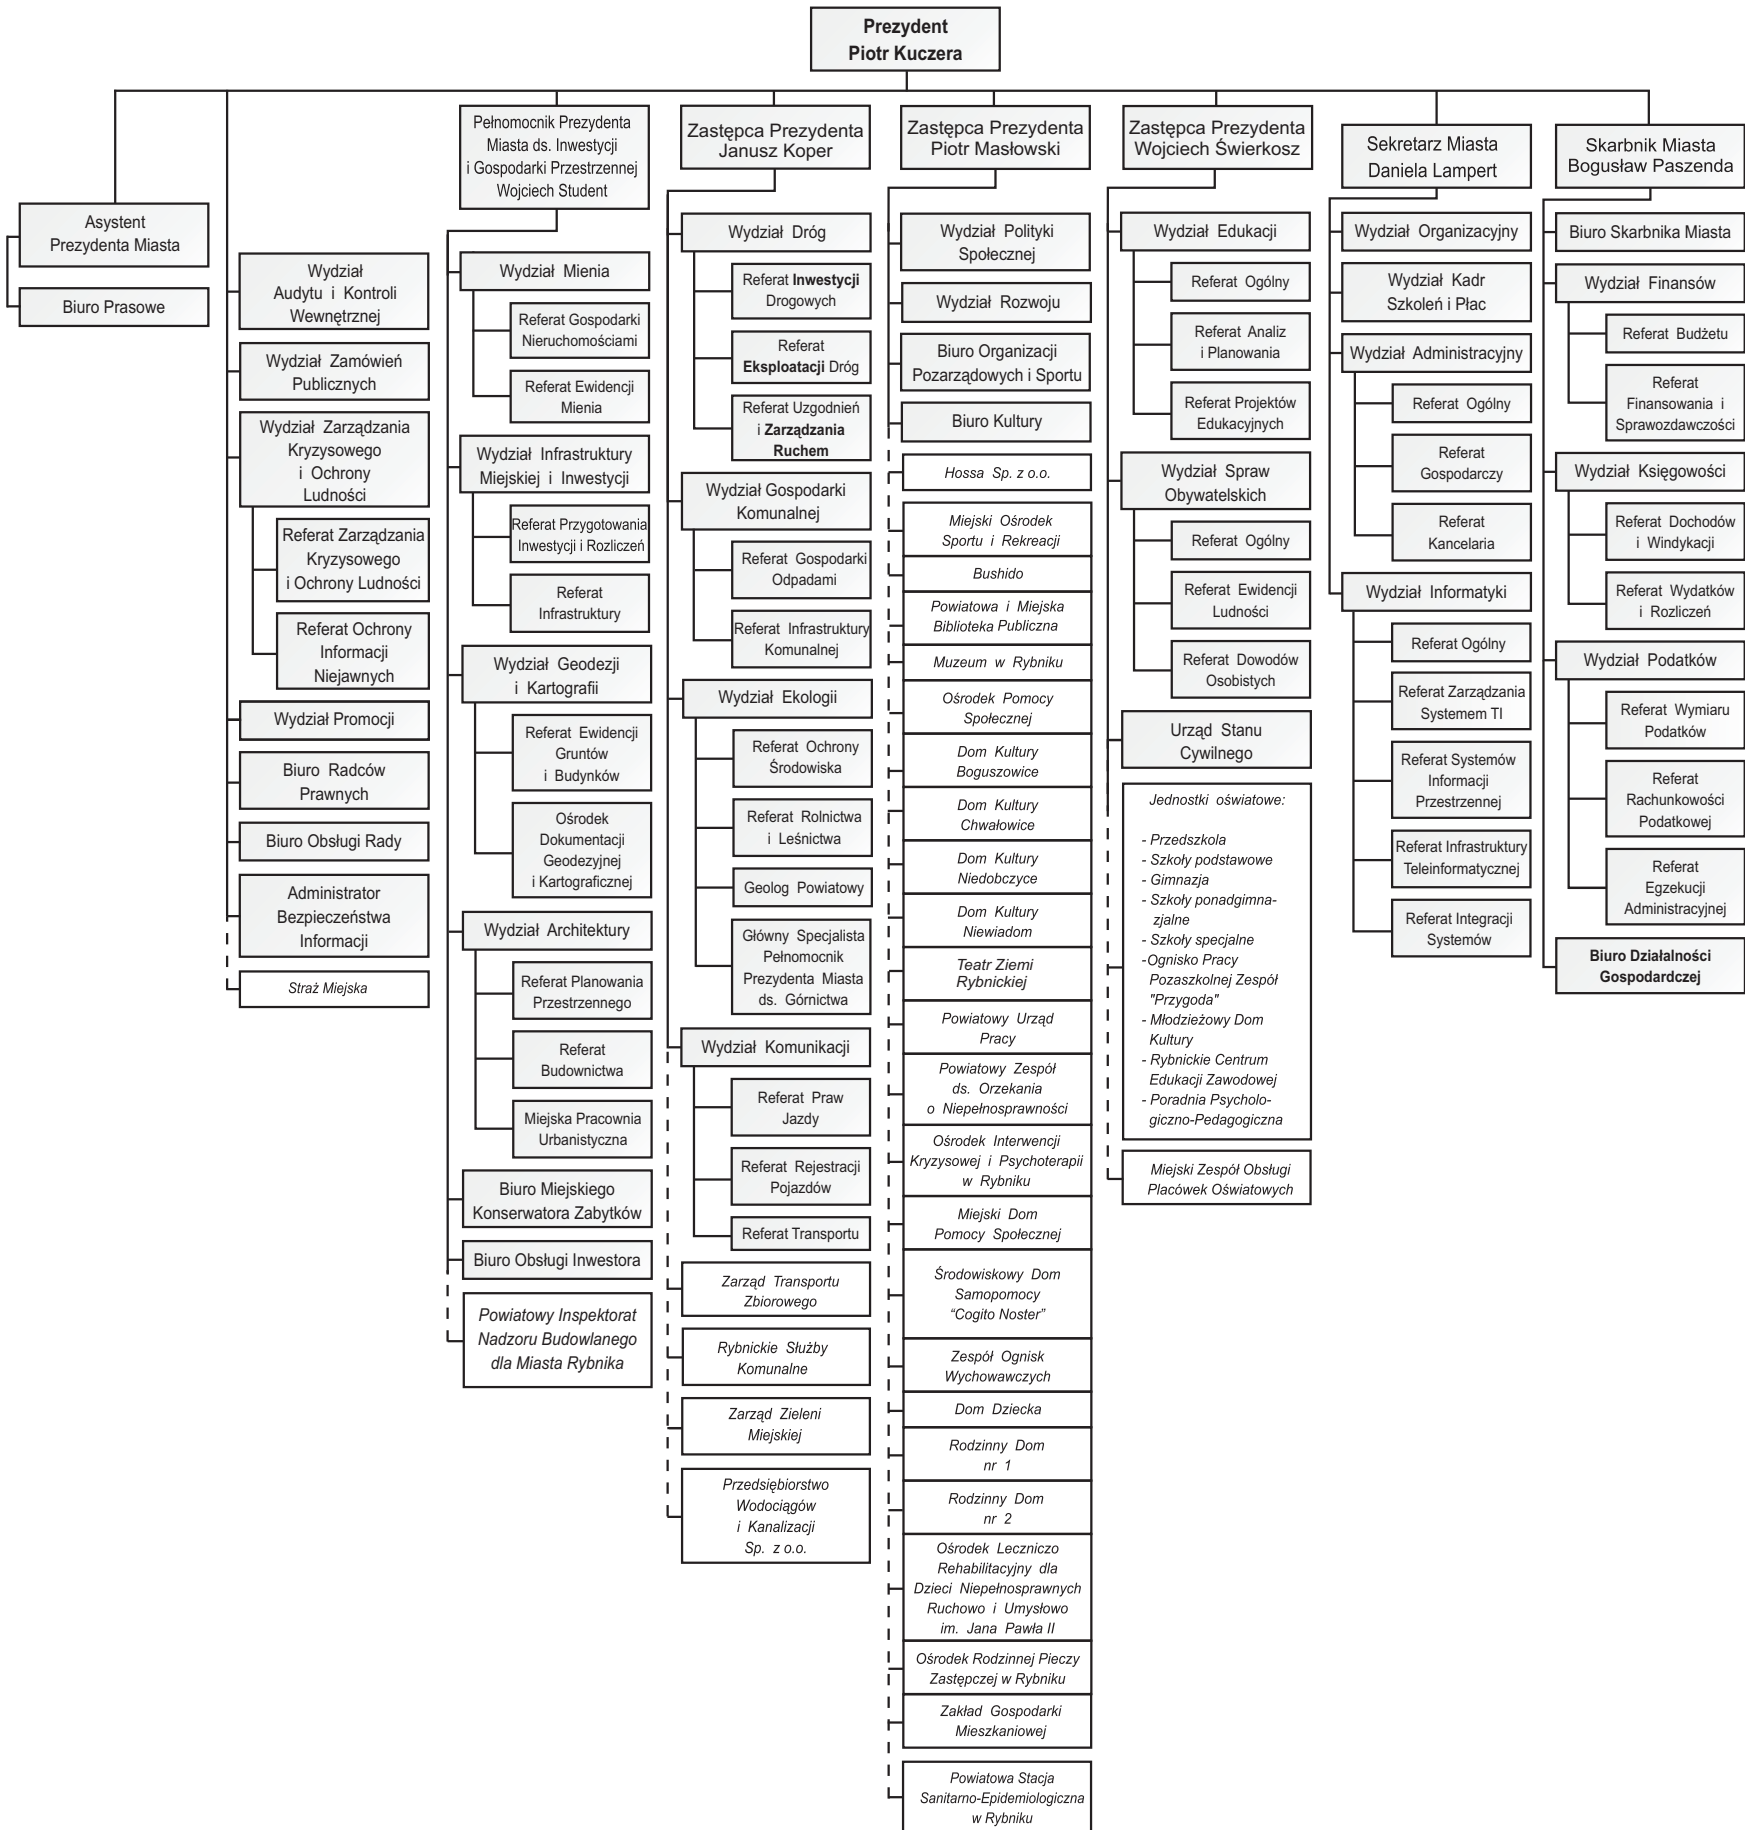 Prezydent
Piotr Kuczera
Asystent
Prezydenta Miasta
Biuro Prasowe
Wydział
Audytu i Kontroli
Wewnętrznej
Wydział Zamówień
Publicznych
Wydział Zarządzania
Kryzysowego
i Ochrony
Ludności
Referat Zarządzania
Kryzysowego
i Ochrony Ludności
Referat Ochrony
Informacji
Niejawnych
Wydział Promocji
Biuro Radców
Prawnych
Biuro Obsługi Rady
Administrator
Bezpieczeństwa
Informacji
Straż Miejska
Pełnomocnik Prezydenta
Miasta ds. Inwestycji
i Gospodarki Przestrzennej
Wojciech Student
Wydział Mienia
Referat Gospodarki
Nieruchomościami
Referat Ewidencji
Mienia
Wydział Infrastruktury
Miejskiej i Inwestycji
Referat Przygotowania
Inwestycji i Rozliczeń
Referat
Infrastruktury
Wydział Geodezji
i Kartografii
Referat Ewidencji
Gruntów
i Budynków
Ośrodek
Dokumentacji
Geodezyjnej
i Kartograficznej
Wydział Architektury
Referat Planowania
Przestrzennego
Referat
Budownictwa
Miejska Pracownia
Urbanistyczna
Biuro Miejskiego
Konserwatora Zabytków
Biuro Obsługi Inwestora
Powiatowy Inspektorat
Nadzoru Budowlanego
dla Miasta Rybnika
Zastępca Prezydenta
Janusz Koper
Wydział Dróg
Referat Inwestycji
Drogowych
Referat
Eksploatacji Dróg
Referat Uzgodnień
i Zarządzania
Ruchem
Wydział Gospodarki
Komunalnej
Referat Gospodarki
Odpadami
Referat Infrastruktury
Komunalnej
Wydział Ekologii
Referat Ochrony
Środowiska
Referat Rolnictwa
i Leśnictwa
Geolog Powiatowy
Główny Specjalista
Pełnomocnik
Prezydenta Miasta
ds. Górnictwa
Wydział Komunikacji
Referat Praw
Jazdy
Referat Rejestracji
Pojazdów
Referat Transportu
Zarząd Transportu
Zbiorowego
Rybnickie Służby
Komunalne
Zarząd Zieleni
Miejskiej
Przedsiębiorstwo
Wodociągów
i Kanalizacji
Sp. z o.o.
Zastępca Prezydenta
Piotr Masłowski
Wydział Polityki
Społecznej
Wydział Rozwoju
Biuro Organizacji
Pozarządowych i Sportu
Biuro Kultury
Hossa Sp. z o.o.
Miejski Ośrodek
Sportu i Rekreacji
Bushido
Powiatowa i Miejska
Biblioteka Publiczna
Muzeum w Rybniku
Ośrodek Pomocy
Społecznej
Dom Kultury
Boguszowice
Dom Kultury
Chwałowice
Dom Kultury
Niedobczyce
Dom Kultury
Niewiadom
Teatr Ziemi
Rybnickiej
Powiatowy Urząd
Pracy
Powiatowy Zespół
ds. Orzekania
o Niepełnosprawności
Ośrodek Interwencji
Kryzysowej i Psychoterapii
w Rybniku
Miejski Dom
Pomocy Społecznej
Środowiskowy Dom
Samopomocy
“Cogito Noster”
Zespół Ognisk
Wychowawczych
Dom Dziecka
Rodzinny Dom
nr 1
Rodzinny Dom
nr 2
Ośrodek Leczniczo
Rehabilitacyjny dla
Dzieci Niepełnosprawnych
Ruchowo i Umysłowo
im. Jana Pawła II
Ośrodek Rodzinnej Pieczy
Zastępczej w Rybniku
Zakład Gospodarki
Mieszkaniowej
Powiatowa Stacja
Sanitarno-Epidemiologiczna
w Rybniku
Zastępca Prezydenta
Wojciech Świerkosz
Wydział Edukacji
Referat Ogólny
Referat Analiz
i Planowania
Referat Projektów
Edukacyjnych
Wydział Spraw
Obywatelskich
Referat Ogólny
Referat Ewidencji
Ludności
Referat Dowodów
Osobistych
Urząd Stanu
Cywilnego
Jednostki oświatowe:
- Przedszkola
- Szkoły podstawowe
- Gimnazja
- Szkoły ponadgimna-
zjalne
- Szkoły specjalne
-Ognisko Pracy
Pozaszkolnej Zespół
"Przygoda"
- Młodzieżowy Dom
Kultury
- Rybnickie Centrum
Edukacji Zawodowej
- Poradnia Psycholo-
giczno-Pedagogiczna
Miejski Zespół Obsługi
Placówek Oświatowych
Sekretarz Miasta
Daniela Lampert
Wydział Organizacyjny
Wydział Kadr
Szkoleń i Płac
Wydział Administracyjny
Referat Ogólny
Referat
Gospodarczy
Referat
Kancelaria
Wydział Informatyki
Referat Ogólny
Referat Zarządzania
Systemem TI
Referat Systemów
Informacji
Przestrzennej
Referat Infrastruktury
Teleinformatycznej
Referat Integracji
Systemów
Skarbnik Miasta
Bogusław Paszenda
Biuro Skarbnika Miasta
Wydział Finansów
Referat Budżetu
Referat
Finansowania i
Sprawozdawczości
Wydział Księgowości
Referat Dochodów
i Windykacji
Referat Wydatków
i Rozliczeń
Wydział Podatków
Referat Wymiaru
Podatków
Referat
Rachunkowości
Podatkowej
Referat
Egzekucji
Administracyjnej
Biuro Działalności
Gospodardczej